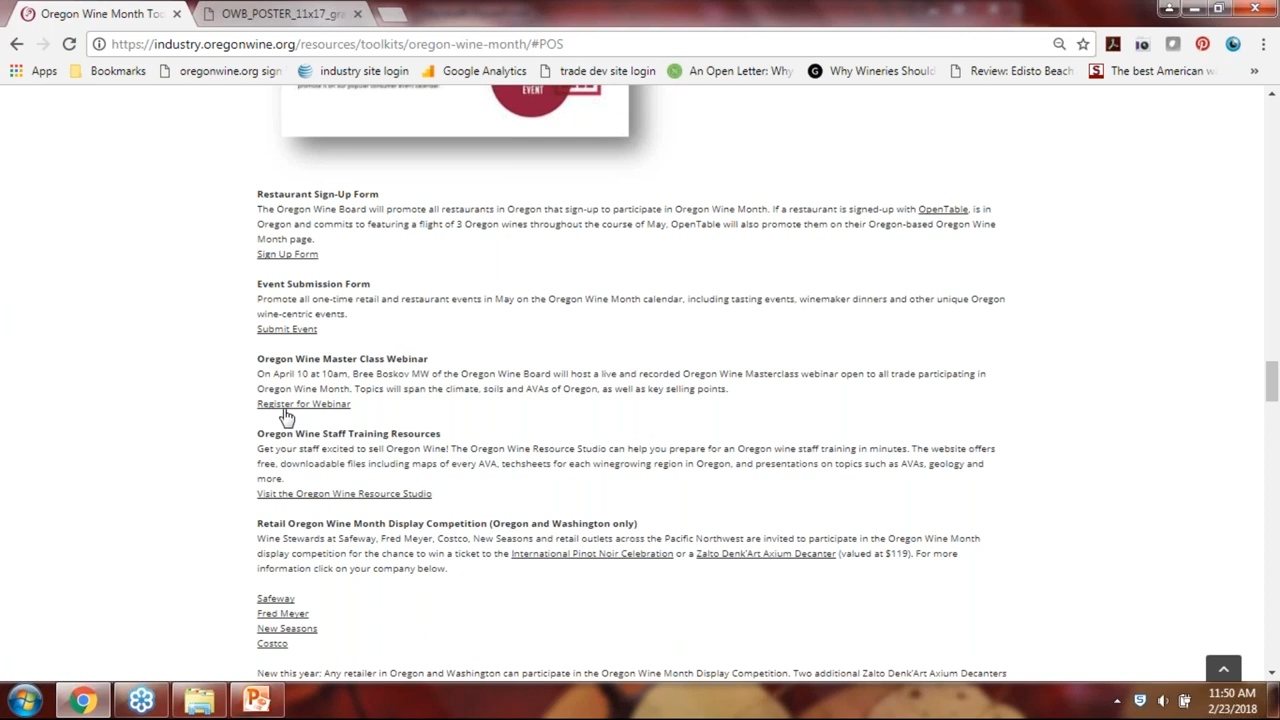 Oregon Wine Month Too
OWB_POSTER_11x17_gra
https://industry.oregonwine.org/resources/toolkits/oregon-wine-month/#POS
Apps
Bookmarks
oregonwine.org sign
industry site login
Google Analytics
trade dev site login
An Open Letter: Why
Why Wineries Should
Review: Edisto Beach
The best American w
»
promote it on our popular consumer event calendar.
EVENT
Restaurant Sign-Up Form
The Oregon Wine Board will promote all restaurants in Oregon that sign-up to participate in Oregon Wine Month. If a restaurant is signed-up with OpenTable, is in
Oregon and commits to featuring a flight of 3 Oregon wines throughout the course of May, OpenTable will also promote them on their Oregon-based Oregon Wine
Month page.
Sign Up Form
Event Submission Form
Promote all one-time retail and restaurant events in May on the Oregon Wine Month calendar, including tasting events, winemaker dinners and other unique Oregon
wine-centric events.
Submit Event
Oregon Wine Master Class Webinar
On April 10 at 10am, Bree Boskov MW of the Oregon Wine Board will host a live and recorded Oregon Wine Masterclass webinar open to all trade participating in
Oregon Wine Month. Topics will span the climate, soils and AVAs of Oregon, as well as key selling points.
Register for Webinar
Oregon Wine Staff Training Resources
Get your staff excited to sell Oregon Wine! The Oregon Wine Resource Studio can help you prepare for an Oregon wine staff training in minutes. The website offers
free, downloadable files including maps of every AVA, techsheets for each winegrowing region in Oregon, and presentations on topics such as AVAs, geology and
more.
Visit the Oregon Wine Resource Studio
Retail Oregon Wine Month Display Competition (Oregon and Washington only)
Wine Stewards at Safeway, Fred Meyer, Costco, New Seasons and retail outlets across the Pacific Northwest are invited to participate in the Oregon Wine Month
display competition for the chance to win a ticket to the International Pinot Noir Celebration or a Zalto Denk'Art Axium Decanter (valued at $119). For more
information click on your company below.
Safeway
Fred Meyer
New Seasons
Costco
New this year: Any retailer in Oregon and Washington can participate in the Oregon Wine Month Display Competition. Two additional Zalto Denk'Art Axium Decanters
11:50 AM
2/23/2018